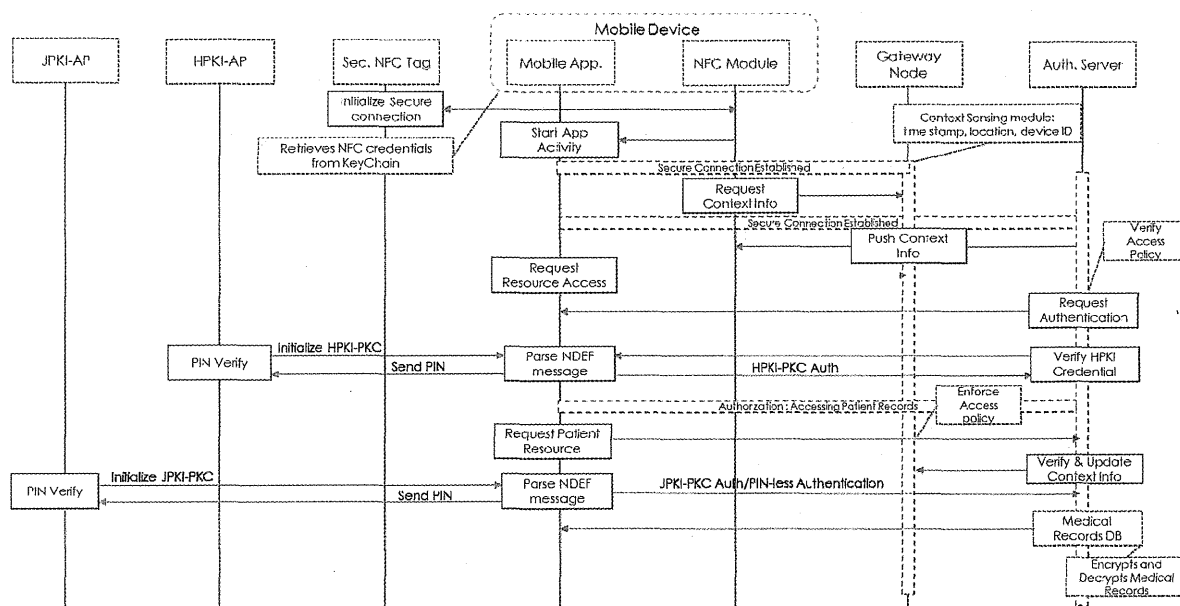 Mobile Device
JPKI-AP
HPKI-AP
Sec. NFC Tag
Mobile App.
NFC Module
Gateway
Node
Auth. Server
Initialize Secure
connection
Context Sensing module:
time stamp, location, device ID
Start App
Activity
Retrieves NFC credentials
from KeyChain
Secure Connection Established
Request
Context Info
Secure Connection Established
Push Context
Info
Verify
Access
Policy
Request
Resource Access
Request
Authentication
PIN Verify
Initialize HPKI-PKC
Send PIN
Parse NDEF
message
HPKI-PKC Auth
Verify HPKI
Credential
Authorzation : Accessing Patient Records
Enforce
Access
policy
Request Patient
Resource
Verify & Update
Context Info
PIN Verify
Initialize JPKI-PKC
Send PIN
Parse NDEF
message
JPKI-PKC Auth/PIN-less Authentication
Medical
Records DB
Encrypts and
Decrypts Medical
Records